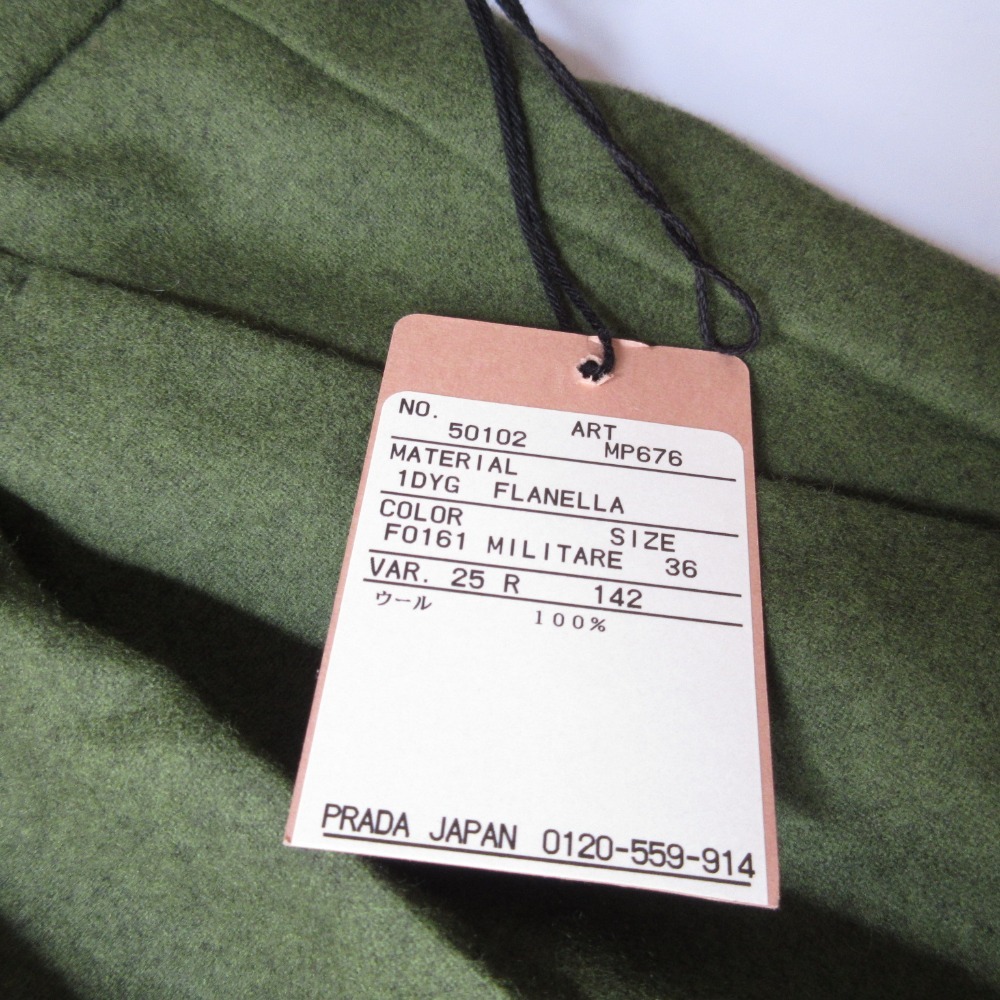 NO. ART
50102 MP676
MATERIAL
1DYG FLANELLA
COLOR SIZE
F0161 MILITARE 36
VAR. 25 R 142
ウール 100%
PRADA JAPAN 0120-559-914